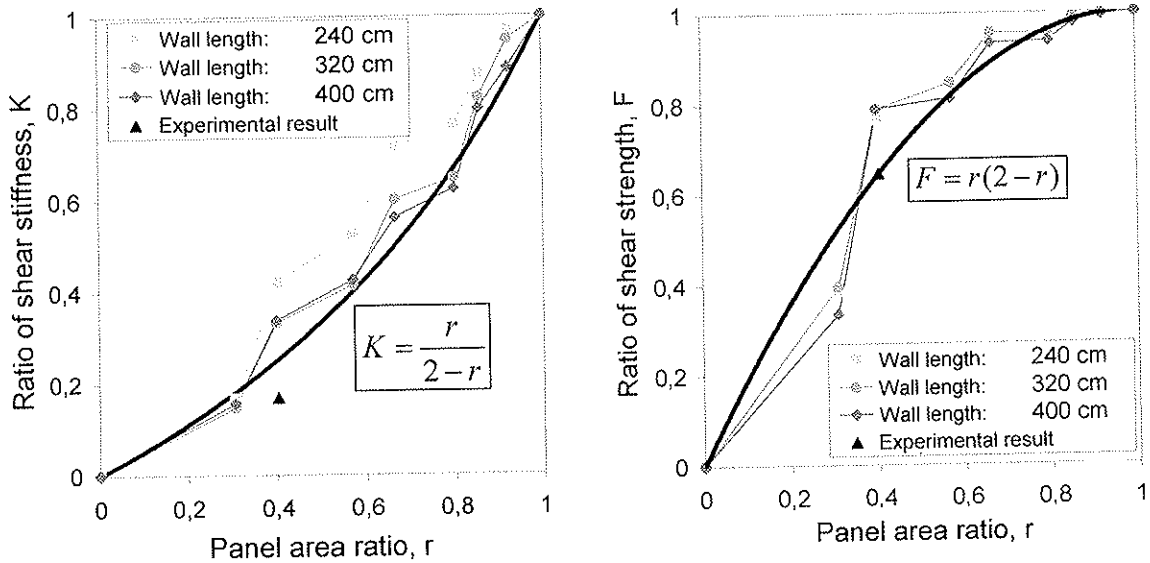 1
0,8
0,6
0,4
0,2
0
Ratio of shear stiffness, K
Wall length: 240 cm
Wall length: 320 cm
Wall length: 400 cm
Experimental result
K = r / 2 − r
0 0,2 0,4 0,6 0,8 1
Panel area ratio, r
1
0,8
0,6
0,4
0,2
0
Ratio of shear strength, F
F = r(2 − r)
Wall length: 240 cm
Wall length: 320 cm
Wall length: 400 cm
Experimental result
0 0,2 0,4 0,6 0,8 1
Panel area ratio, r